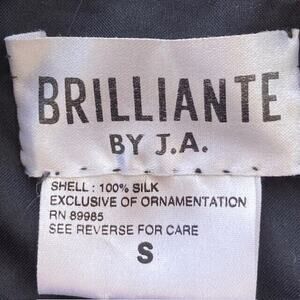 BRILLIANTE
BY J.A.
SHELL : 100% SILK
EXCLUSIVE OF ORNAMENTATION
RN 89985
SEE REVERSE FOR CARE
S